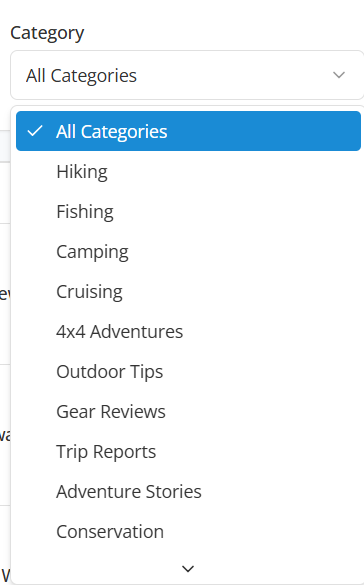 Category
All Categories
All Categories
Hiking
Fishing
Camping
Cruising
4x4 Adventures
Outdoor Tips
Gear Reviews
Trip Reports
Adventure Stories
Conservation